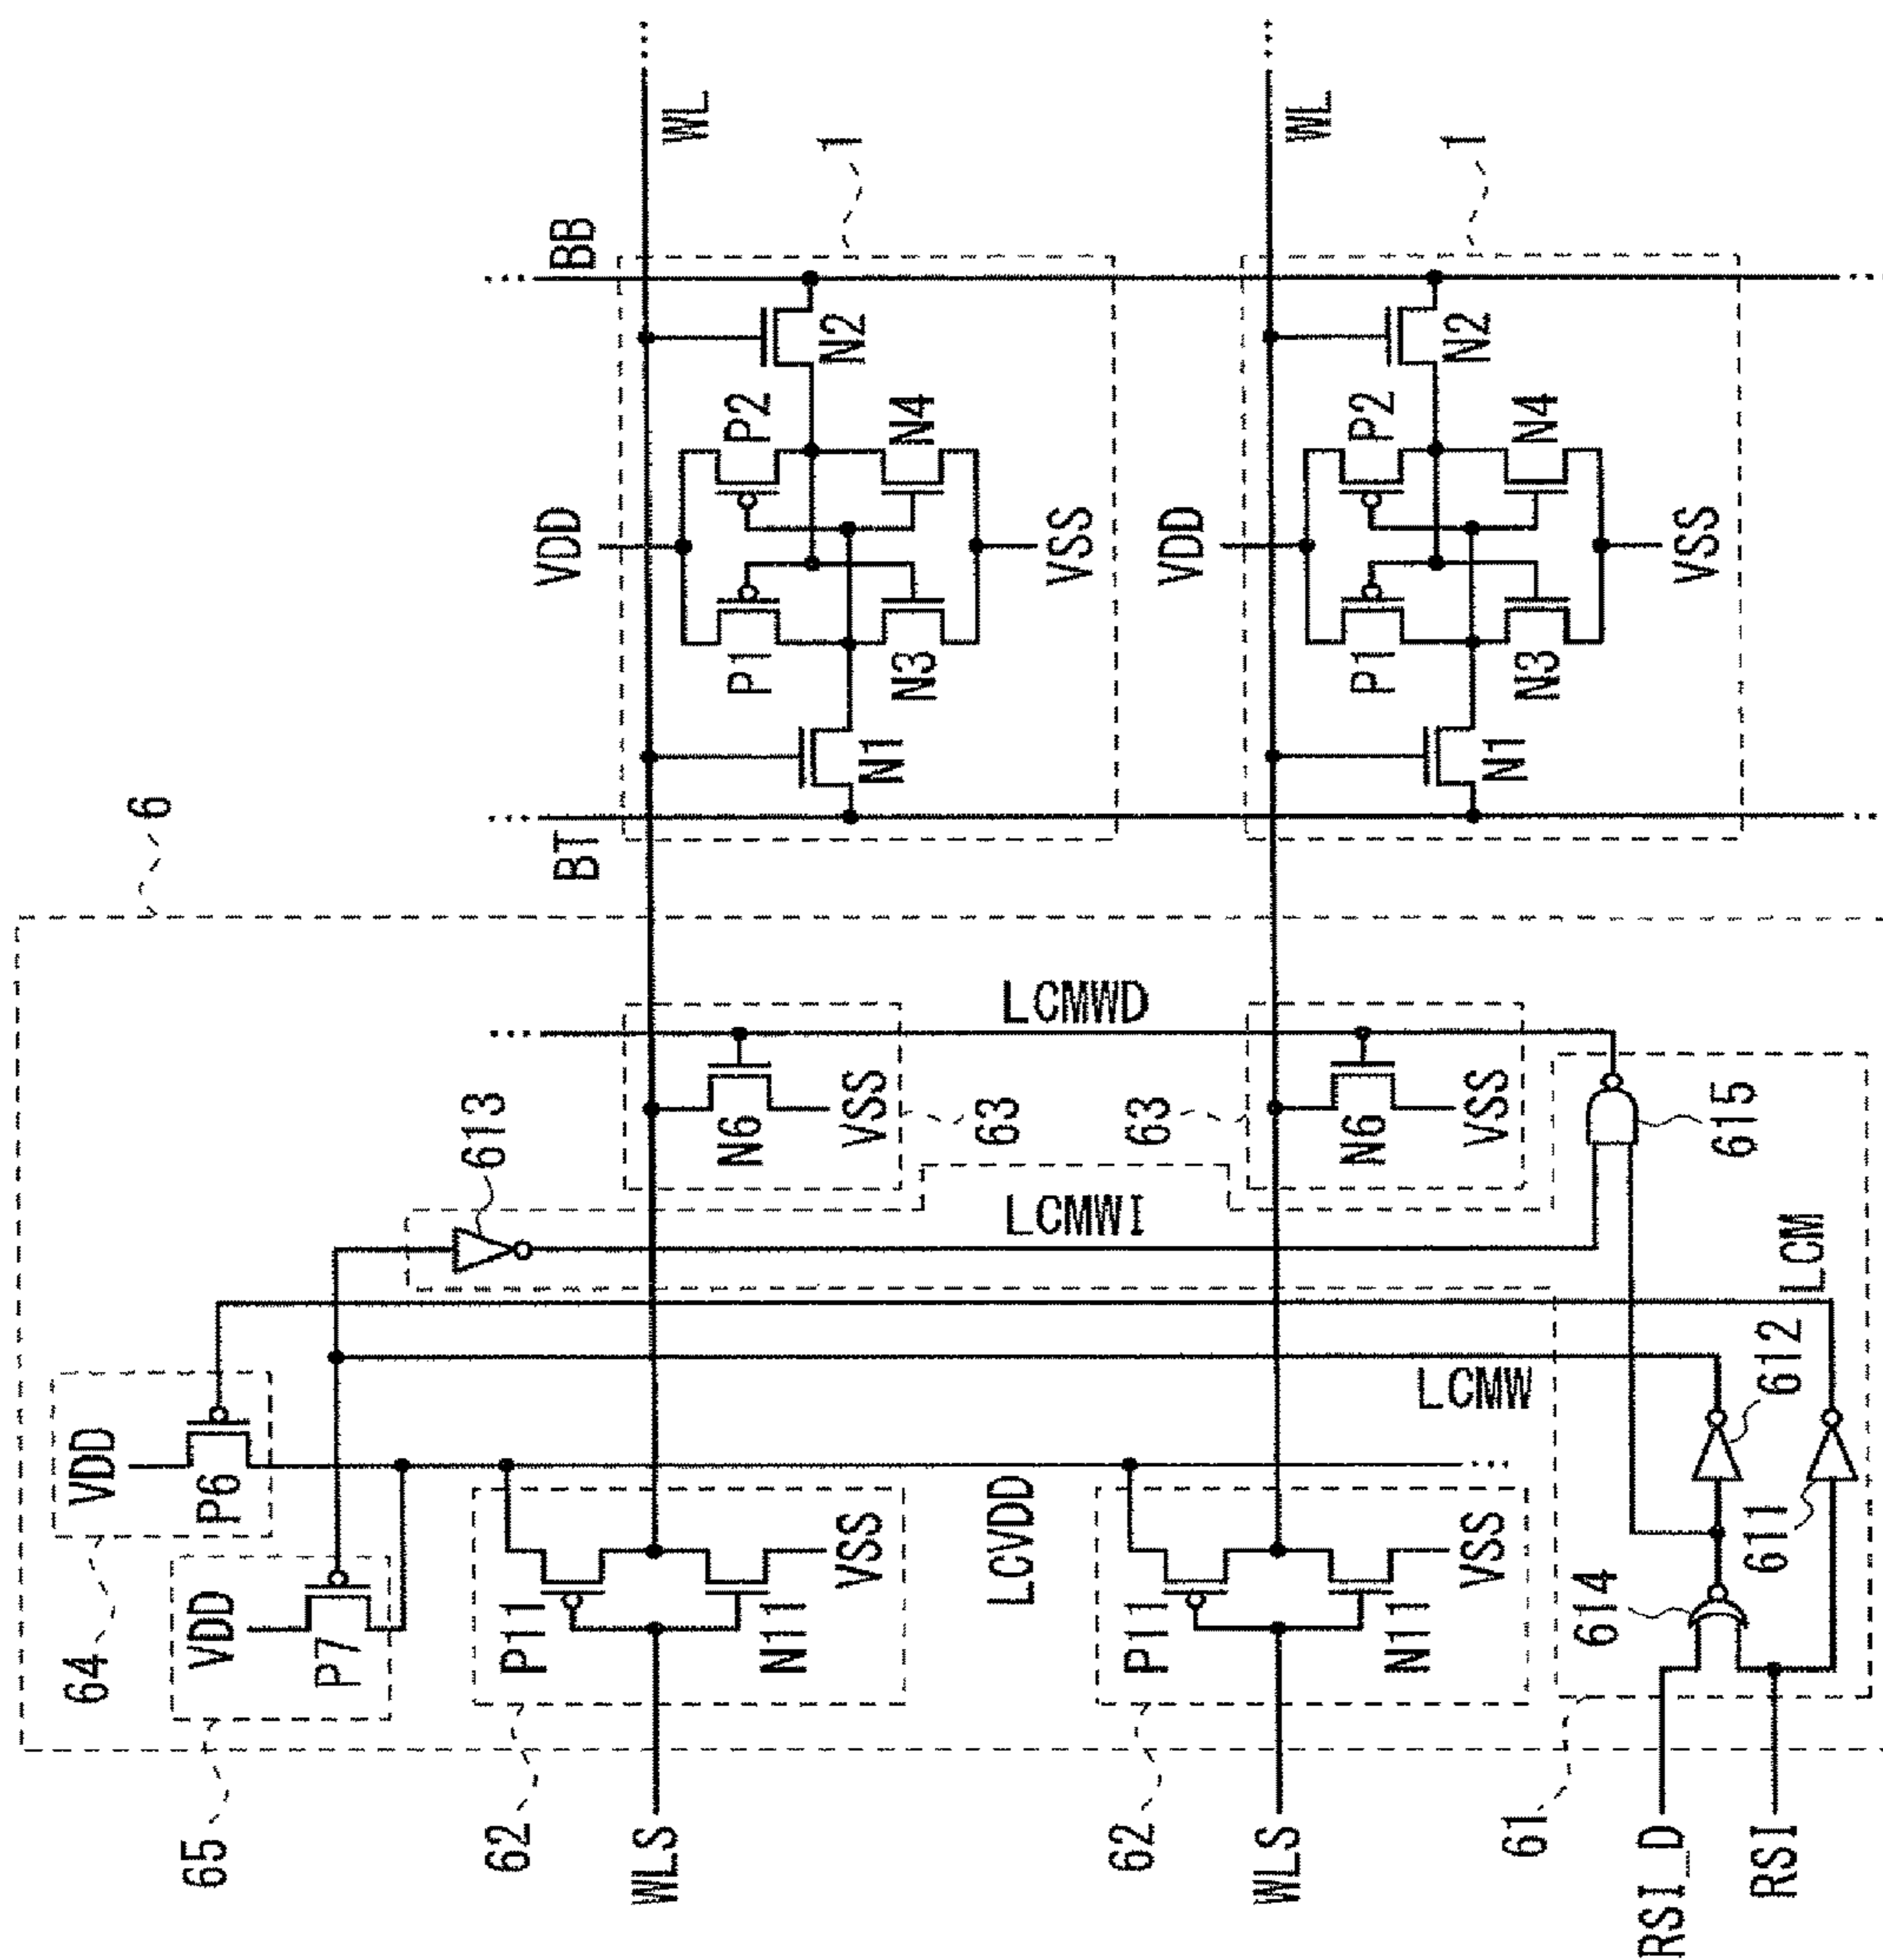 6
BT
BB
WL
1
VDD
P1
P2
N1
N2
N3
N4
VSS
WL
1
VDD
P1
P2
N1
N2
N3
N4
VSS
64
VDD
P6
65
VDD
P7
613
62
WLS
P11
N11
VSS
N6
VSS
63
LCMWD
LCMWI
LCMW
LCVDD
62
WLS
P11
N11
VSS
63
N6
VSS
61
RSI_D
RSI
614
611
612
LCM
615